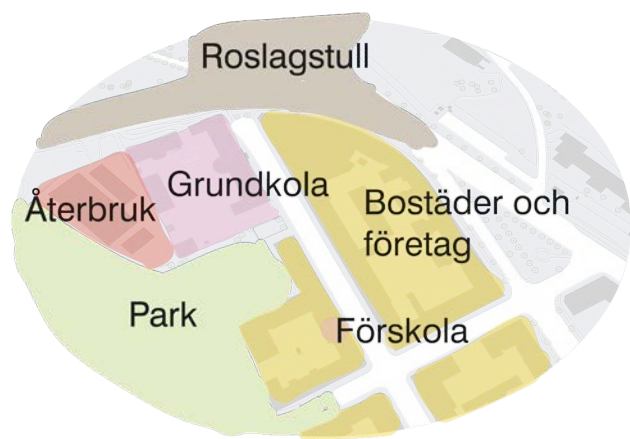 Roslagstull
Grundkola
Återbruk
Bostäder och
företag
Park
Förskola